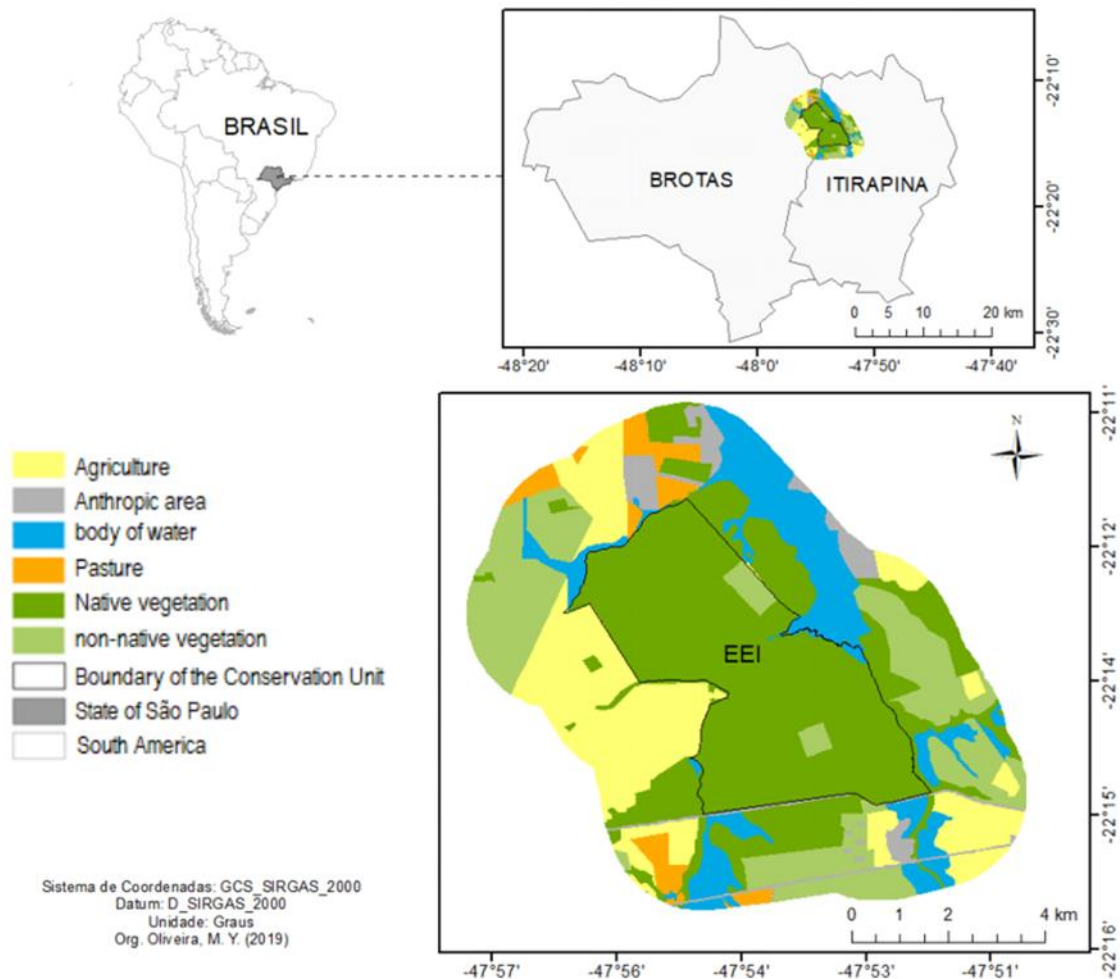 BRASIL
BROTAS
ITIRAPINA
0 5 10 20 km
-22°10'
-22°20'
-22°30'
-48°20' -48°10' -48°0' -47°50' -47°40'
Agriculture
Anthropic area
body of water
Pasture
Native vegetation
non-native vegetation
Boundary of the Conservation Unit
State of São Paulo
South America
N
EEI
0 1 2 4 km
-22°11'
-22°12'
-22°14'
-22°15'
-22°16'
-47°57' -47°56' -47°54' -47°53' -47°51'
Sistema de Coordenadas: GCS_SIRGAS_2000
Datum: D_SIRGAS_2000
Unidade: Graus
Org. Oliveira, M. Y. (2019)